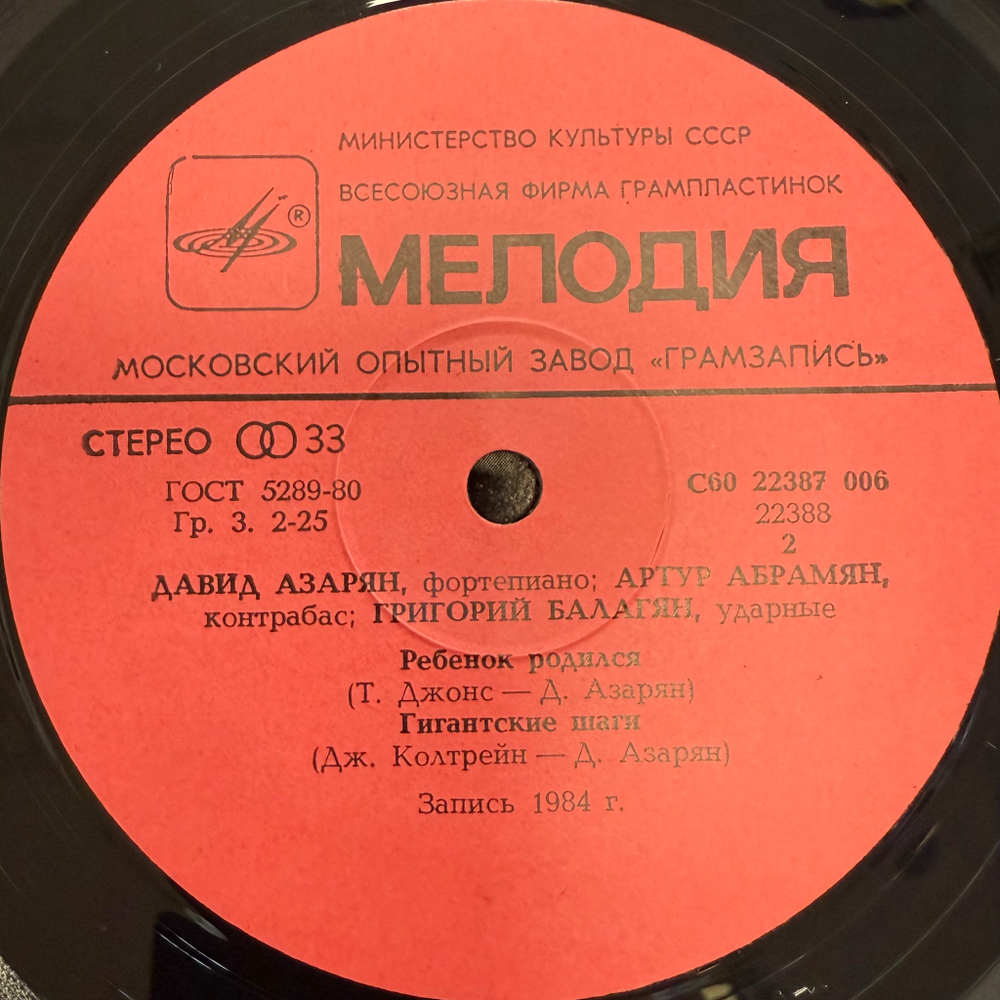 МИНИСТЕРСТВО КУЛЬТУРЫ СССР
ВСЕСОЮЗНАЯ ФИРМА ГРАМПЛАСТИНОК
®
МЕЛОДИЯ
МОСКОВСКИЙ ОПЫТНЫЙ ЗАВОД «ГРАМЗАПИСЬ»
СТЕРЕО 33
ГОСТ 5289-80
Гр. 3. 2-25
С60 22387 006
22388
2
ДАВИД АЗАРЯН, фортепиано; АРТУР АБРАМЯН,
контрабас; ГРИГОРИЙ БАЛАГЯН, ударные
Ребенок родился
(Т. Джонс — Д. Азарян)
Гигантские шаги
(Дж. Колтрейн — Д. Азарян)
Запись 1984 г.